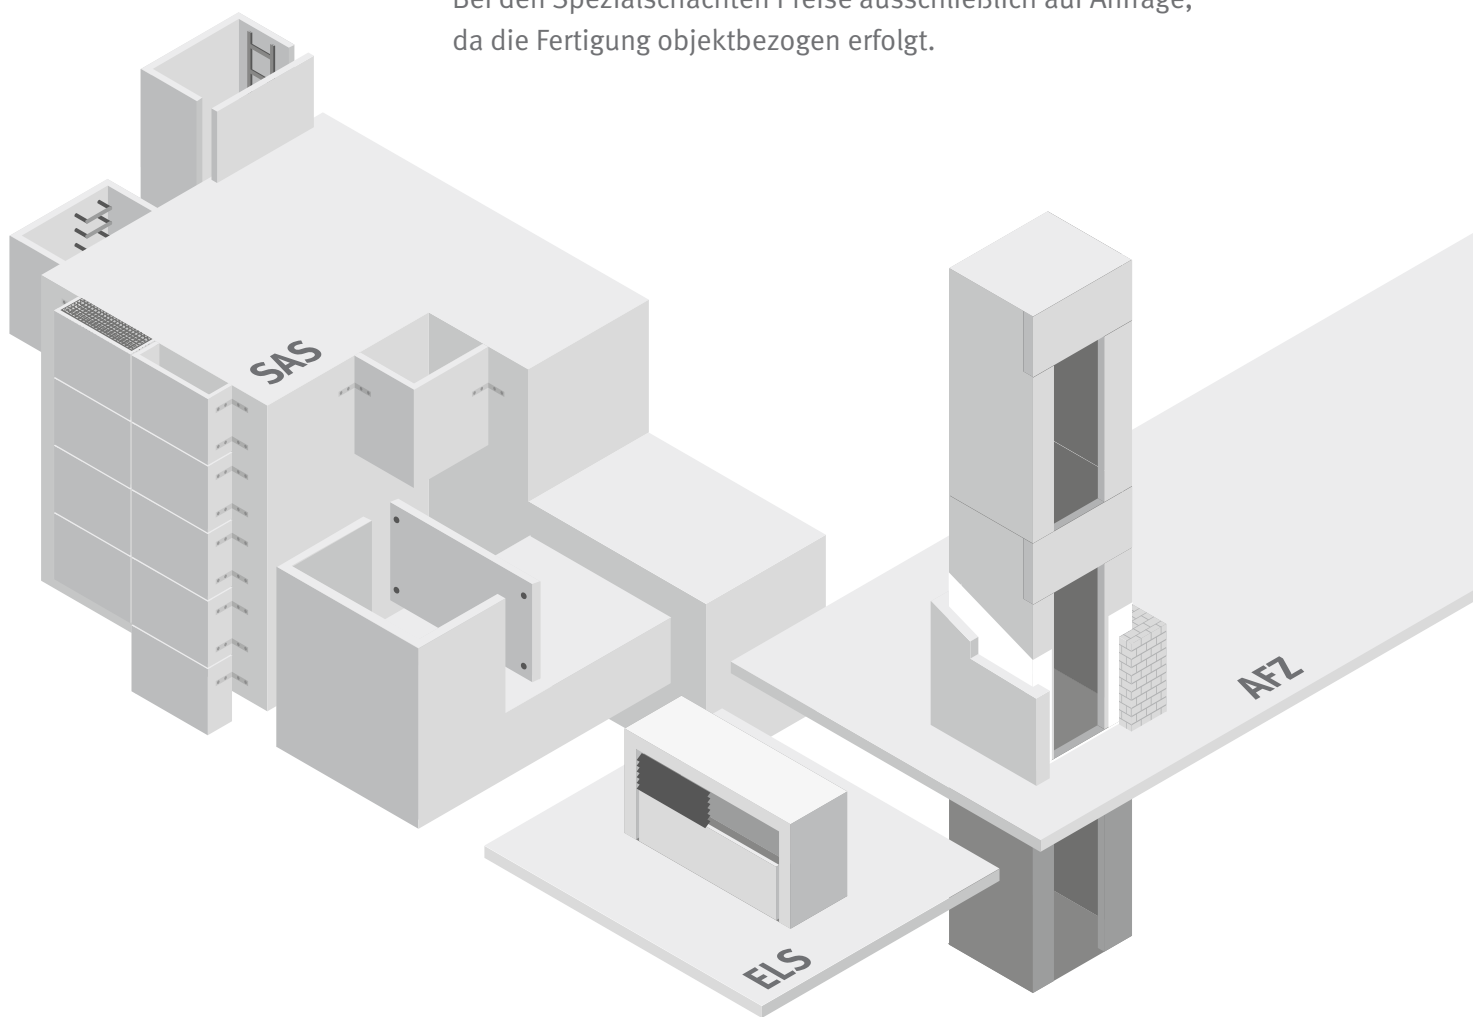 Bei den Spezialschächten Preise ausschließlich auf Anfrage,
da die Fertigung objektbezogen erfolgt.
SAS
AFZ
ELS